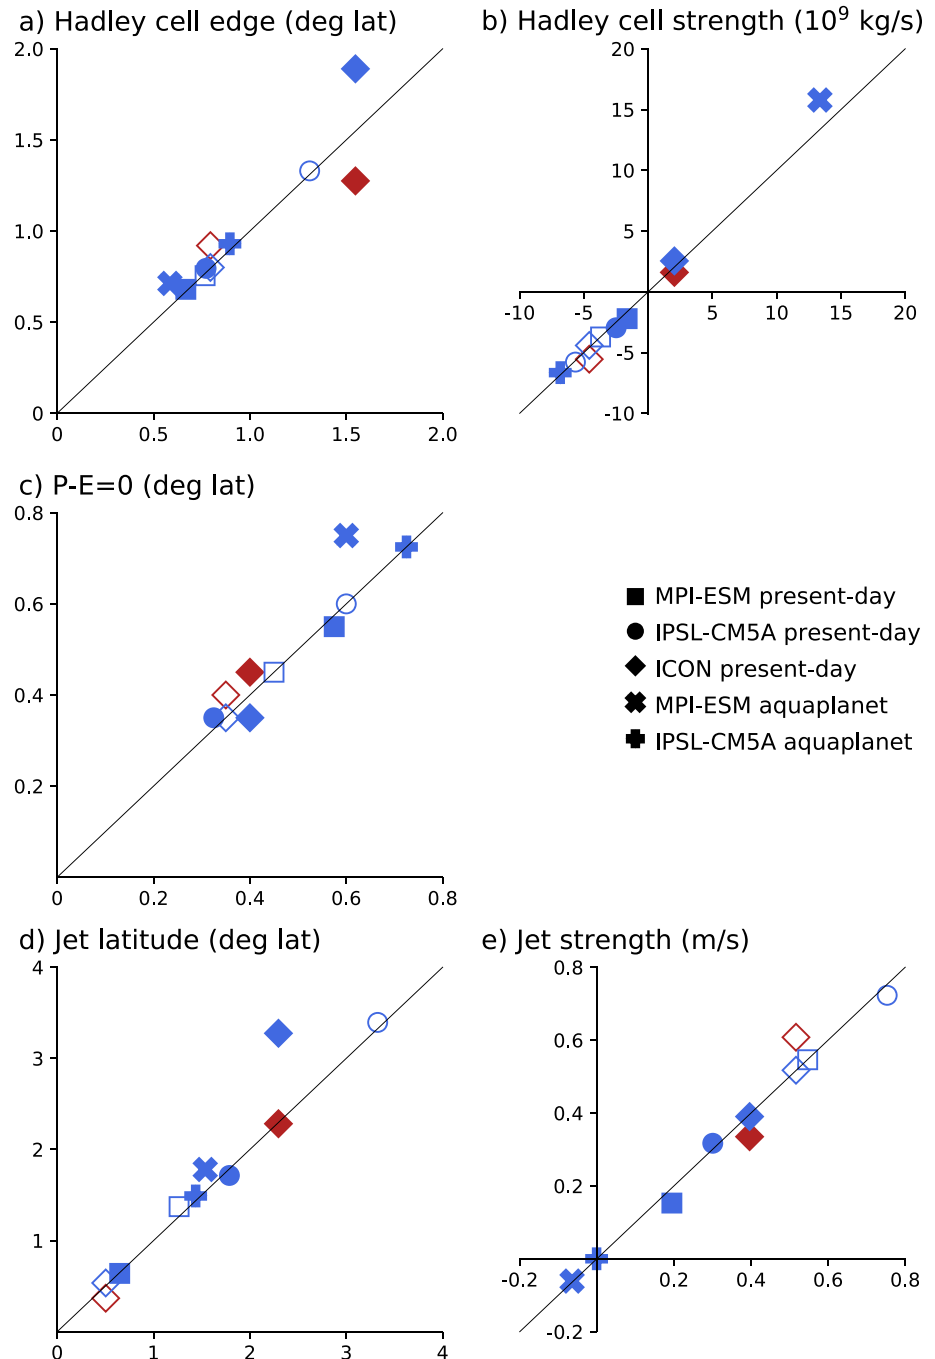 a) Hadley cell edge (deg lat)
2.0
1.5
1.0
0.5
0
0 0.5 1.0 1.5 2.0
b) Hadley cell strength (10⁹ kg/s)
20
15
10
5
-10 -5 5 10 15 20
-5
-10
c) P-E=0 (deg lat)
0.8
0.6
0.4
0.2
0 0.2 0.4 0.6 0.8
MPI-ESM present-day
IPSL-CM5A present-day
ICON present-day
MPI-ESM aquaplanet
IPSL-CM5A aquaplanet
d) Jet latitude (deg lat)
4
3
2
1
0 1 2 3 4
e) Jet strength (m/s)
0.8
0.6
0.4
0.2
-0.2 0.2 0.4 0.6 0.8
-0.2